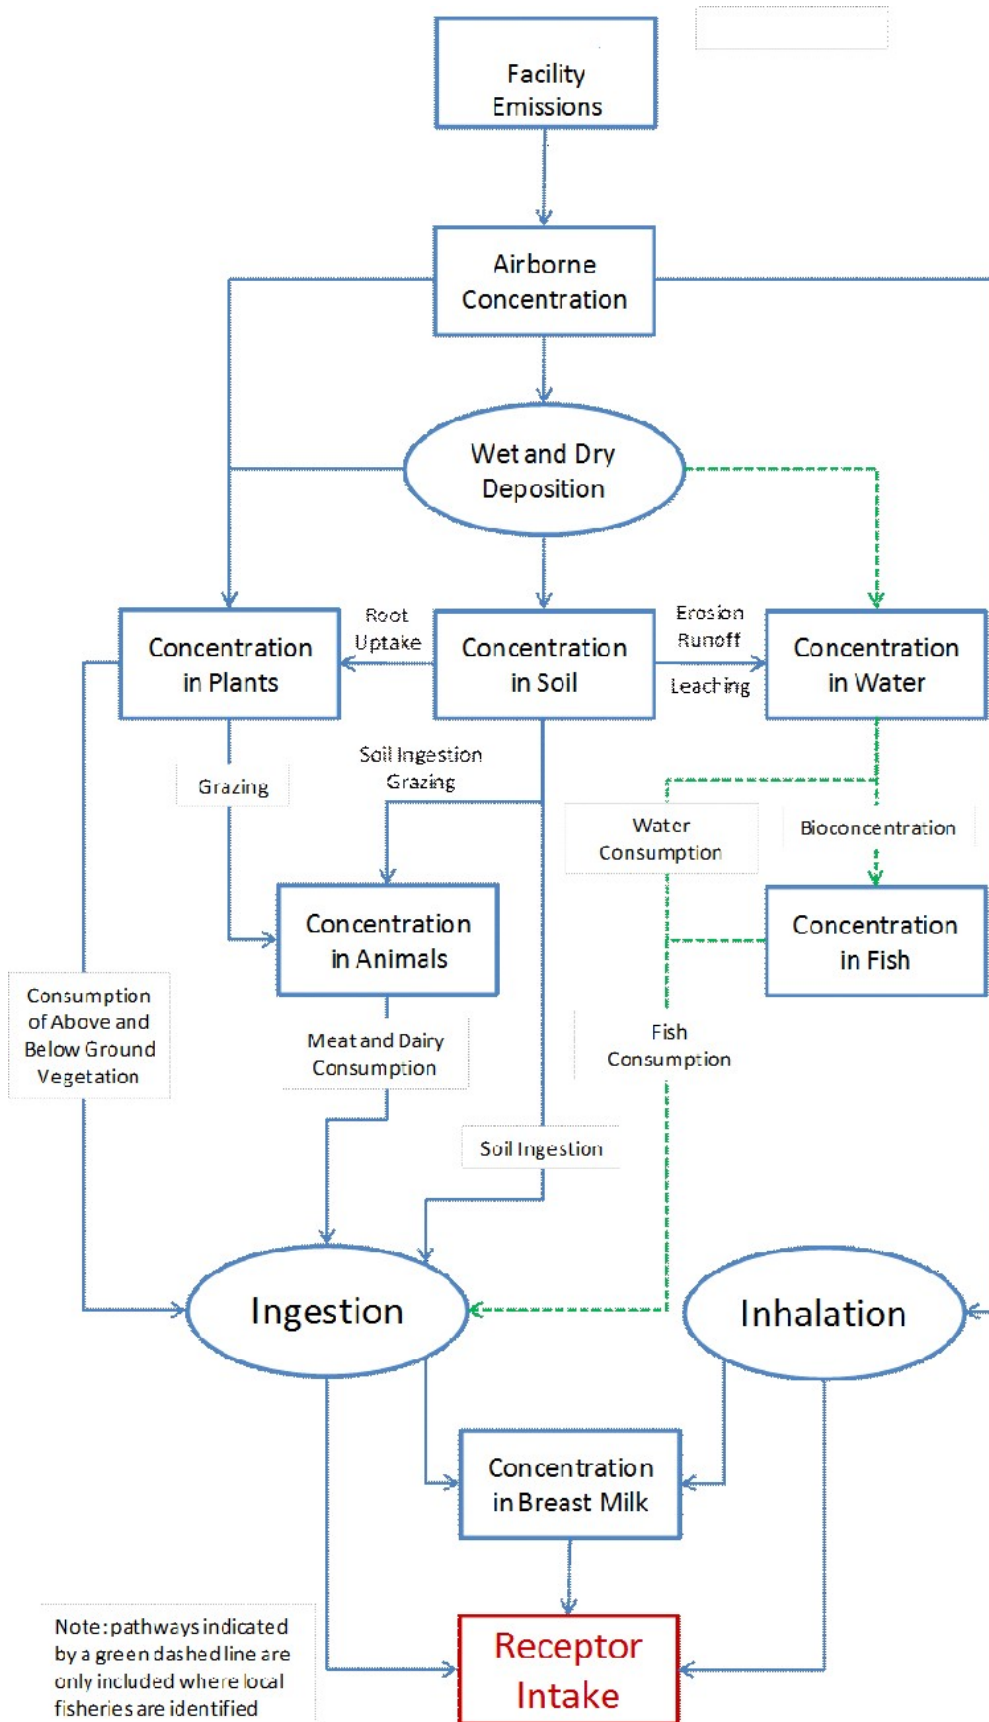 Facility
Emissions
Airborne
Concentration
Wet and Dry
Deposition
Concentration
in Plants
Root
Uptake
Concentration
in Soil
Erosion
Runoff
Leaching
Concentration
in Water
Grazing
Soil Ingestion
Grazing
Water
Consumption
Bioconcentration
Concentration
in Animals
Concentration
in Fish
Consumption
of Above and
Below Ground
Vegetation
Meat and Dairy
Consumption
Fish
Consumption
Soil Ingestion
Ingestion
Inhalation
Concentration
in Breast Milk
Receptor
Intake
Note: pathways indicated
by a green dashed line are
only included where local
fisheries are identified